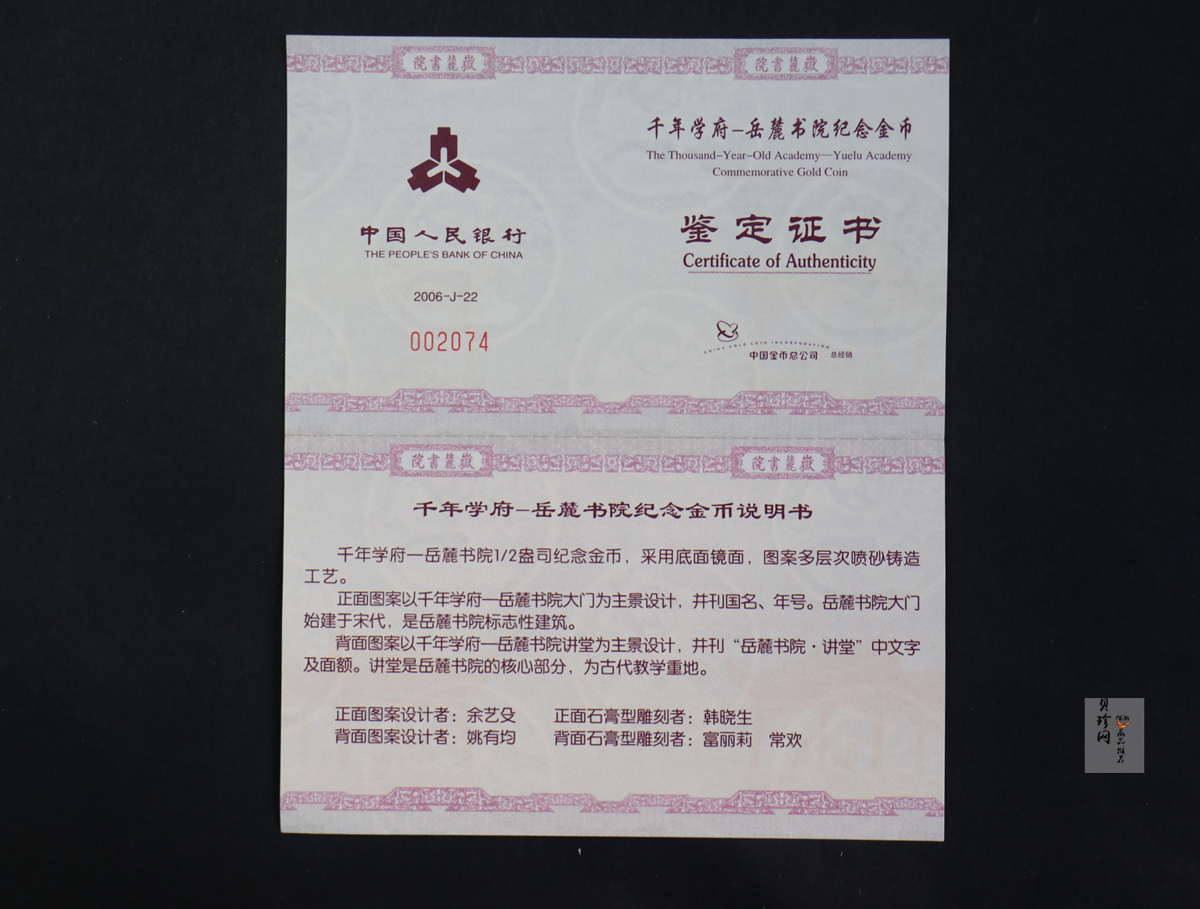 院書麓嶽
院書麓嶽
中国人民银行
THE PEOPLE'S BANK OF CHINA
2006-J-22
002074
千年学府—岳麓书院纪念金币
The Thousand-Year-Old Academy—Yuelu Academy
Commemorative Gold Coin
鉴定证书
Certificate of Authenticity
CHINA GOLD COIN INCORPORATION
中国金币总公司 总经销
院書麓嶽
院書麓嶽
千年学府—岳麓书院纪念金币说明书
千年学府—岳麓书院1/2盎司纪念金币，采用底面镜面，图案多层次喷砂铸造
工艺。
正面图案以千年学府—岳麓书院大门为主景设计，并刊国名、年号。岳麓书院大门
始建于宋代，是岳麓书院标志性建筑。
背面图案以千年学府—岳麓书院讲堂为主景设计，并刊“岳麓书院·讲堂”中文字
及面额。讲堂是岳麓书院的核心部分，为古代教学重地。
正面图案设计者：余艺殳 正面石膏型雕刻者：韩晓生
背面图案设计者：姚有均 背面石膏型雕刻者：富丽莉 常欢
贝珍网
藏品推荐